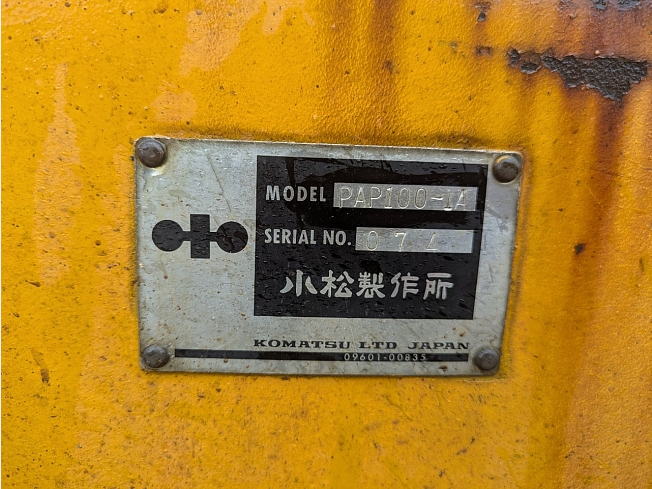 MODEL PAP100-1A
SERIAL NO. 074
小松製作所
KOMATSU LTD JAPAN
09601-00835